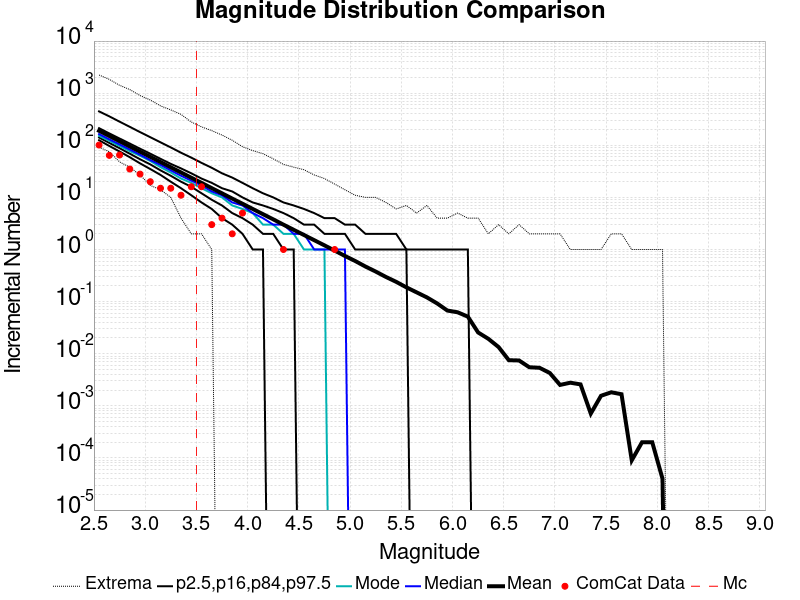 Magnitude Distribution Comparison
10^4
10^3
10^2
10^1
10^0
10^-1
10^-2
10^-3
10^-4
10^-5
Incremental Number
2.5 3.0 3.5 4.0 4.5 5.0 5.5 6.0 6.5 7.0 7.5 8.0 8.5 9.0
Magnitude
Extrema p2.5,p16,p84,p97.5 Mode Median Mean ComCat Data Mc